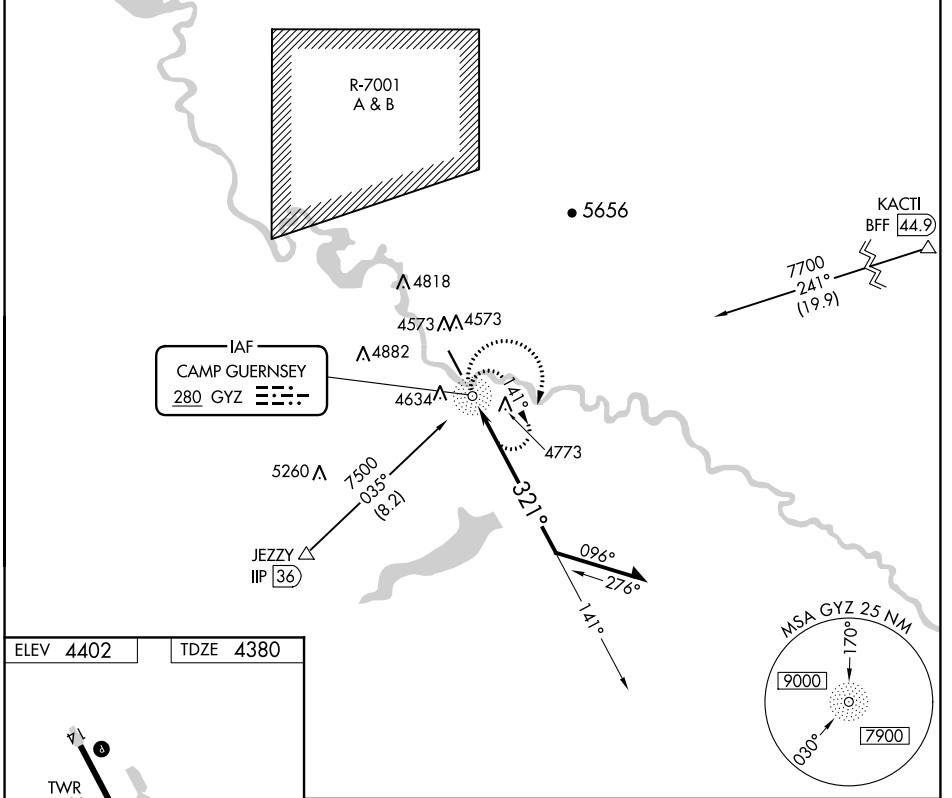 R-7001
A & B
5656
KACTI
BFF 44.9
7700
241°
(19.9)
4818
4573 4573
4882
IAF
CAMP GUERNSEY
280 GYZ
4634
141°
4773
5260
7500
035°
(8.2)
321°
JEZZY
IIP 36
096°
276°
141°
MSA GYZ 25 NM
170°
9000
7900
030°
ELEV 4402
TDZE 4380
14
P
TWR